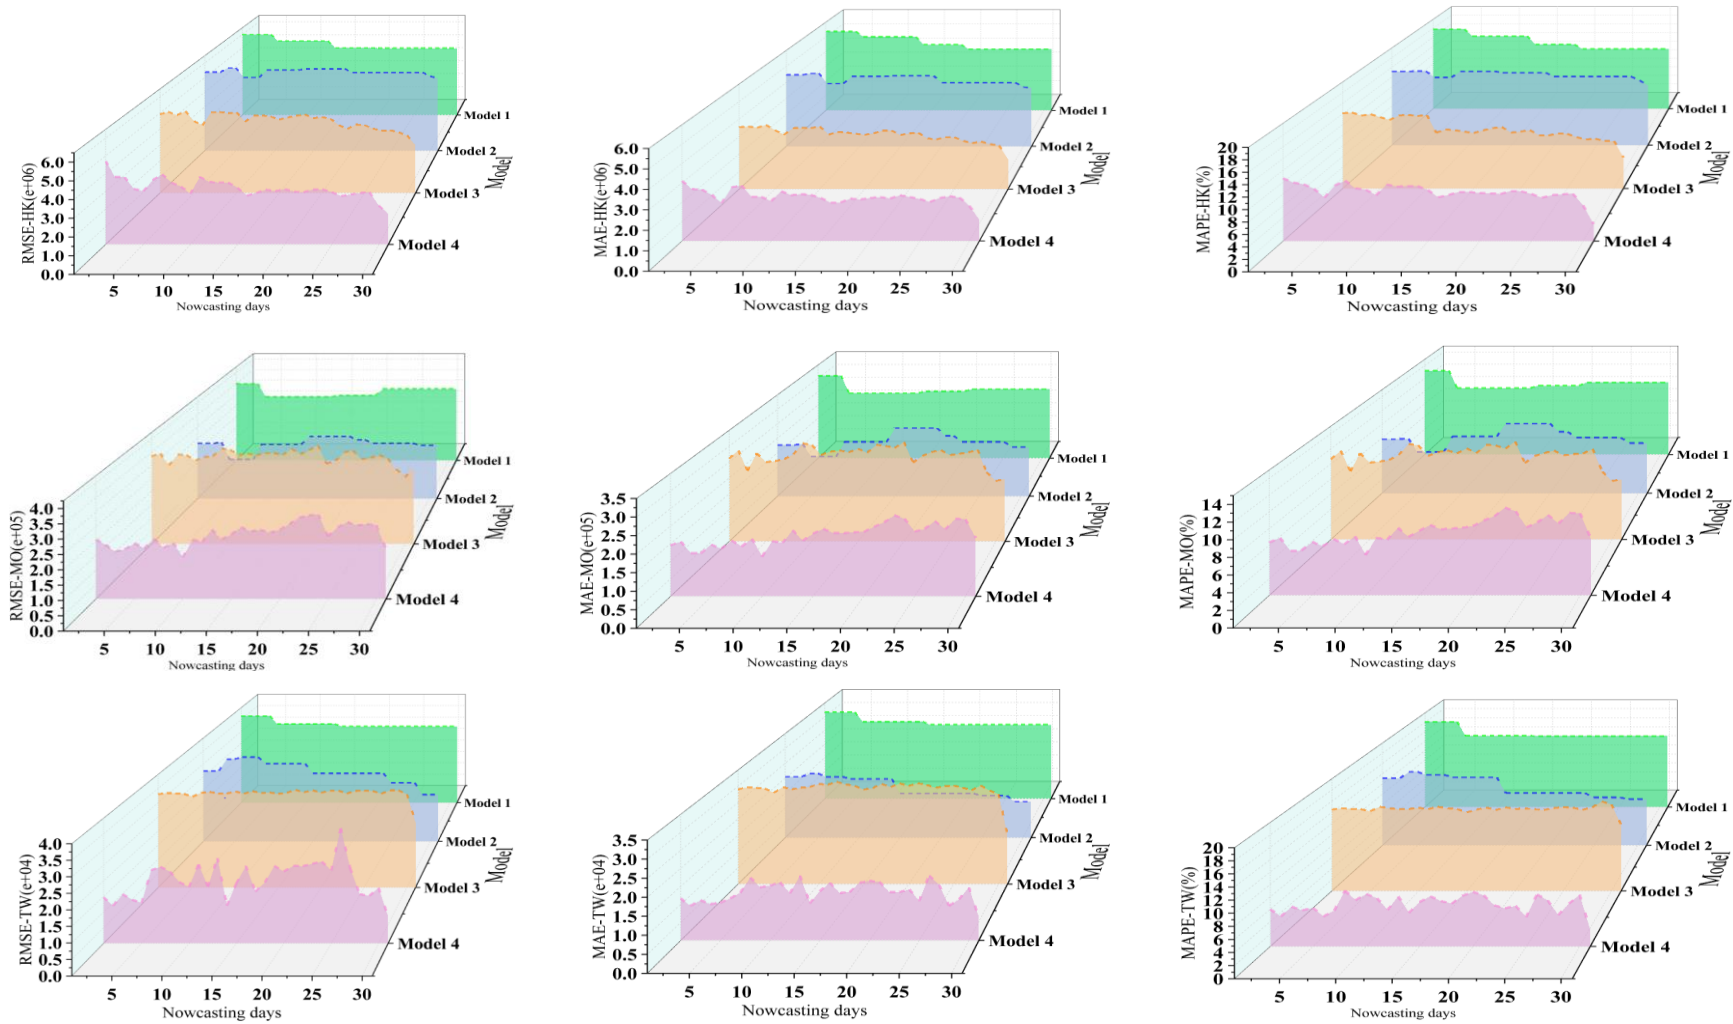 RMSE-HK(e+06)
6.0
5.0
4.0
3.0
2.0
1.0
0.0
5 10 15 20 25 30
Nowcasting days
Model 1
Model 2
Model 3
Model 4
Model
MAE-HK(e+06)
6.0
5.0
4.0
3.0
2.0
1.0
0.0
5 10 15 20 25 30
Nowcasting days
Model 1
Model 2
Model 3
Model 4
Model
MAPE-HK(%)
20
18
16
14
12
10
8
6
4
2
0
5 10 15 20 25 30
Nowcasting days
Model 1
Model 2
Model 3
Model 4
Model
RMSE-MO(e+05)
4.0
3.5
3.0
2.5
2.0
1.5
1.0
0.5
0.0
5 10 15 20 25 30
Nowcasting days
Model 1
Model 2
Model 3
Model 4
Model
MAE-MO(e+05)
3.5
3.0
2.5
2.0
1.5
1.0
0.5
0.0
5 10 15 20 25 30
Nowcasting days
Model 1
Model 2
Model 3
Model 4
Model
MAPE-MO(%)
14
12
10
8
6
4
2
0
5 10 15 20 25 30
Nowcasting days
Model 1
Model 2
Model 3
Model 4
Model
RMSE-TW(e+04)
4.0
3.5
3.0
2.5
2.0
1.5
1.0
0.5
0.0
5 10 15 20 25 30
Nowcasting days
Model 1
Model 2
Model 3
Model 4
Model
MAE-TW(e+04)
3.5
3.0
2.5
2.0
1.5
1.0
0.5
0.0
5 10 15 20 25 30
Nowcasting days
Model 1
Model 2
Model 3
Model 4
Model
MAPE-TW(%)
20
18
16
14
12
10
8
6
4
2
0
5 10 15 20 25 30
Nowcasting days
Model 1
Model 2
Model 3
Model 4
Model